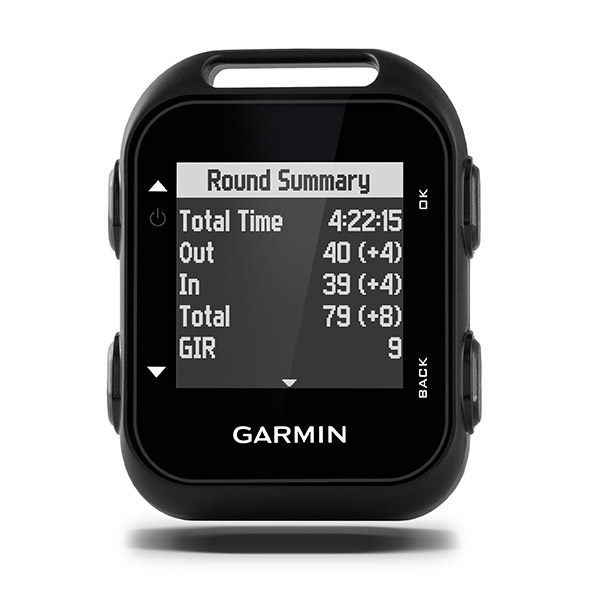 Round Summary
Total Time 4:22:15
Out 40 (+4)
In 39 (+4)
Total 79 (+8)
GIR 9
OK
BACK
GARMIN